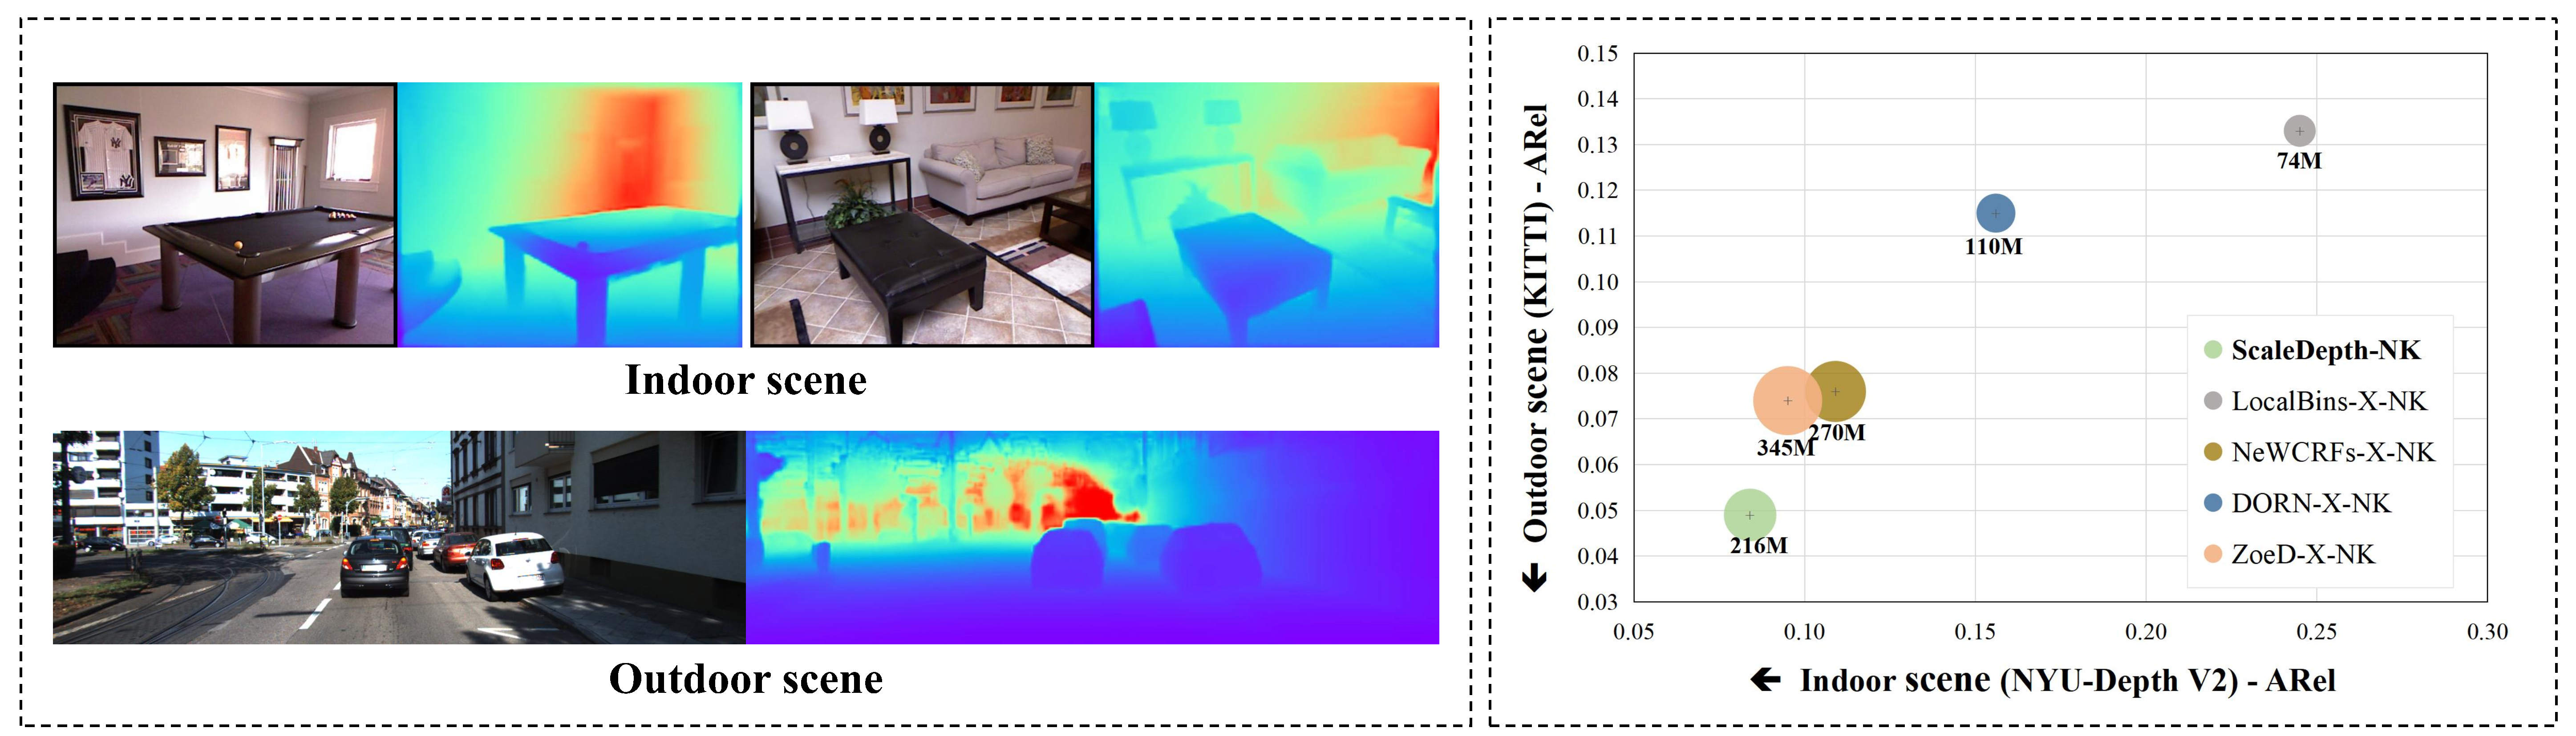 Indoor scene
Outdoor scene
0.15
0.14
0.13
0.12
0.11
0.10
0.09
0.08
0.07
0.06
0.05
0.04
0.03
0.05
0.10
0.15
0.20
0.25
0.30
← Outdoor scene (KITTI) - ARel
← Indoor scene (NYU-Depth V2) - ARel
74M
110M
345M
270M
216M
ScaleDepth-NK
LocalBins-X-NK
NeWCRFs-X-NK
DORN-X-NK
ZoeD-X-NK